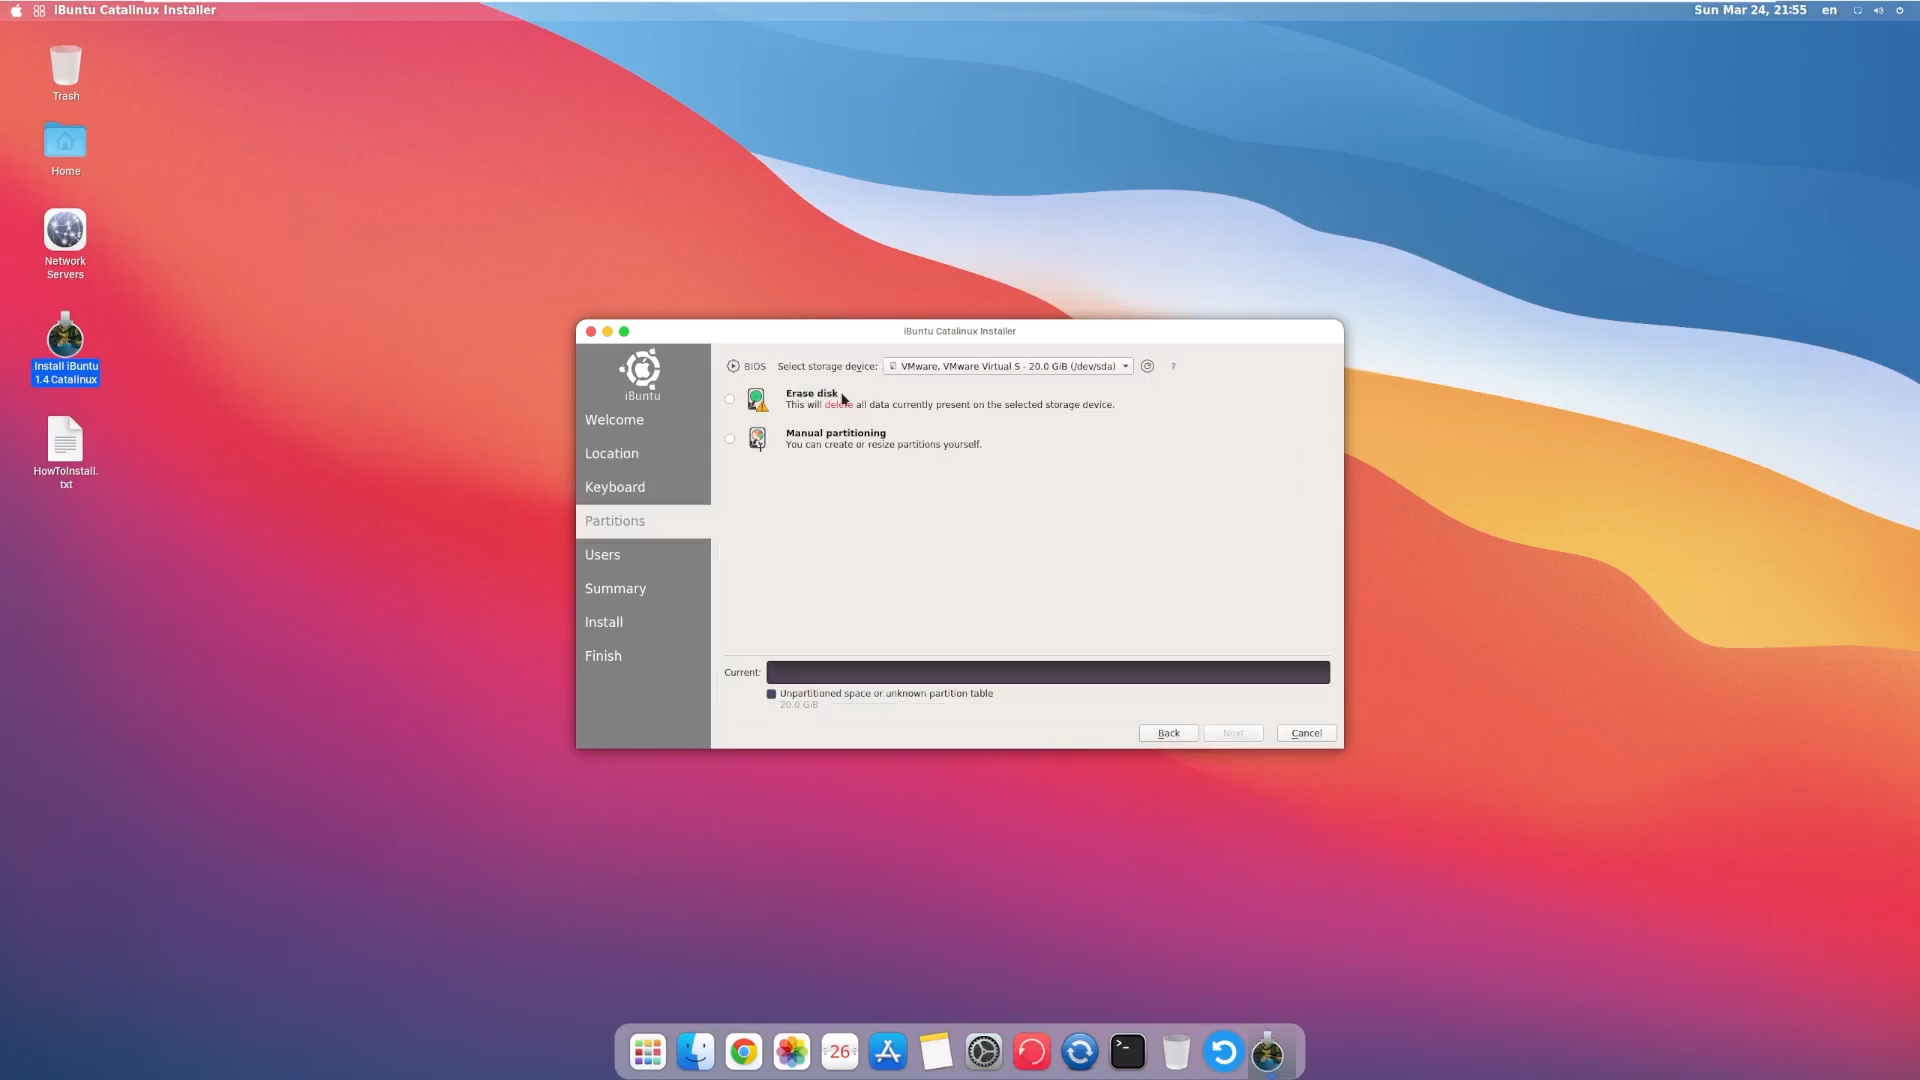 iBuntu Catalinux Installer
Sun Mar 24, 21:55
en
Trash
Home
Network
Servers
Install iBuntu
1.4 Catalinux
HowToInstall.
txt
iBuntu Catalinux Installer
iBuntu
Welcome
Location
Keyboard
Partitions
Users
Summary
Install
Finish
BIOS Select storage device: VMware, VMware Virtual S - 20.0 GiB (/dev/sda) ?
Erase disk
This will delete all data currently present on the selected storage device.
Manual partitioning
You can create or resize partitions yourself.
Current:
Unpartitioned space or unknown partition table
20.0 GiB
Back
Next
Cancel
26
>_